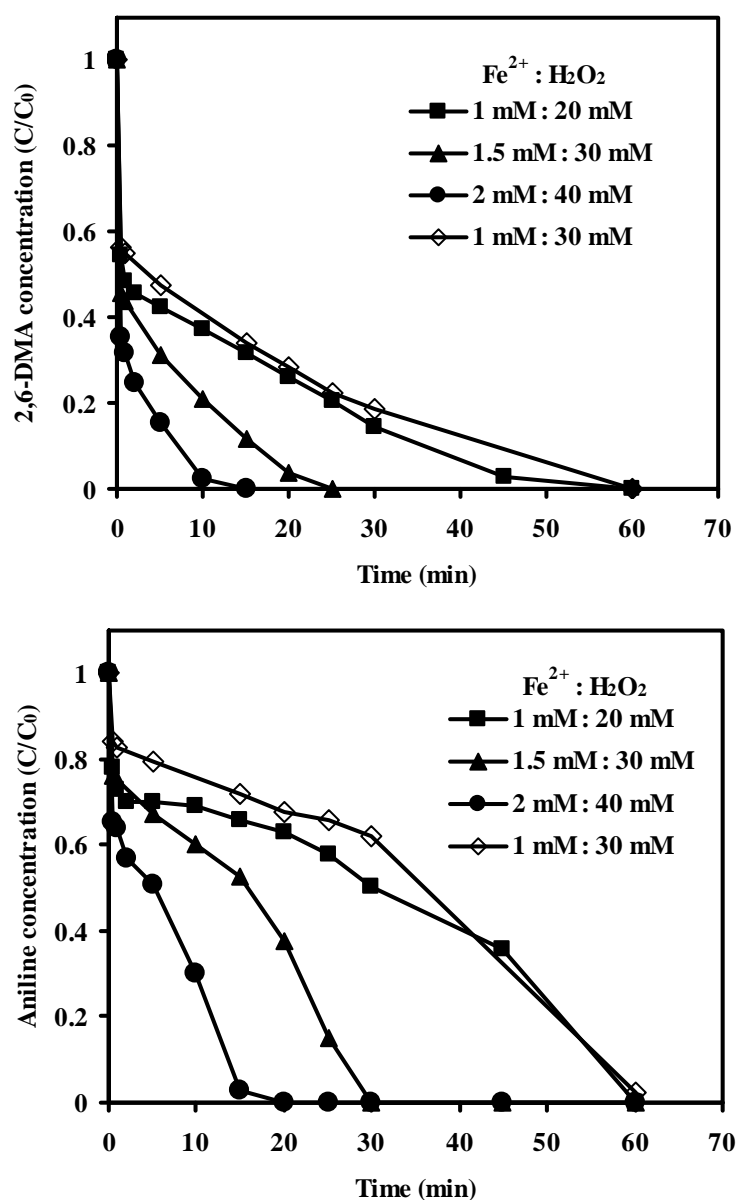 Fe2+ : H2O2
1 mM : 20 mM
1.5 mM : 30 mM
2 mM : 40 mM
1 mM : 30 mM
2,6-DMA concentration (C/C0)
1
0.8
0.6
0.4
0.2
0
0 10 20 30 40 50 60 70
Time (min)
Fe2+ : H2O2
1 mM : 20 mM
1.5 mM : 30 mM
2 mM : 40 mM
1 mM : 30 mM
Aniline concentration (C/C0)
1
0.8
0.6
0.4
0.2
0
0 10 20 30 40 50 60 70
Time (min)